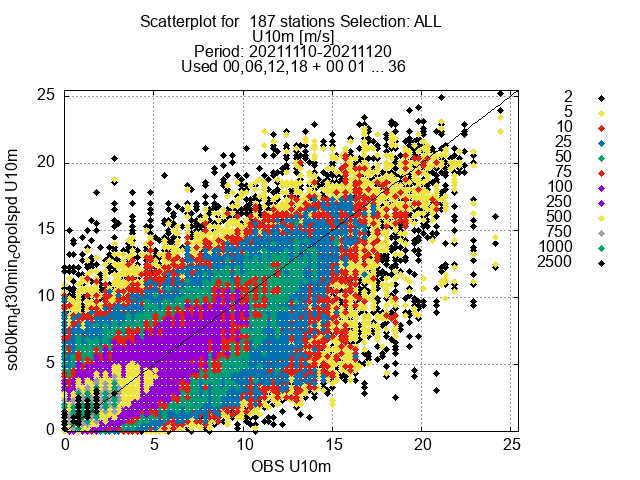 Scatterplot for 187 stations Selection: ALL
U10m [m/s]
Period: 20211110-20211120
Used 00,06,12,18 + 00 01 ... 36
sob0km_dt30min_copolspd U10m
25
20
15
10
5
0
0 5 10 15 20 25
OBS U10m
2
5
10
25
50
75
100
250
500
750
1000
2500